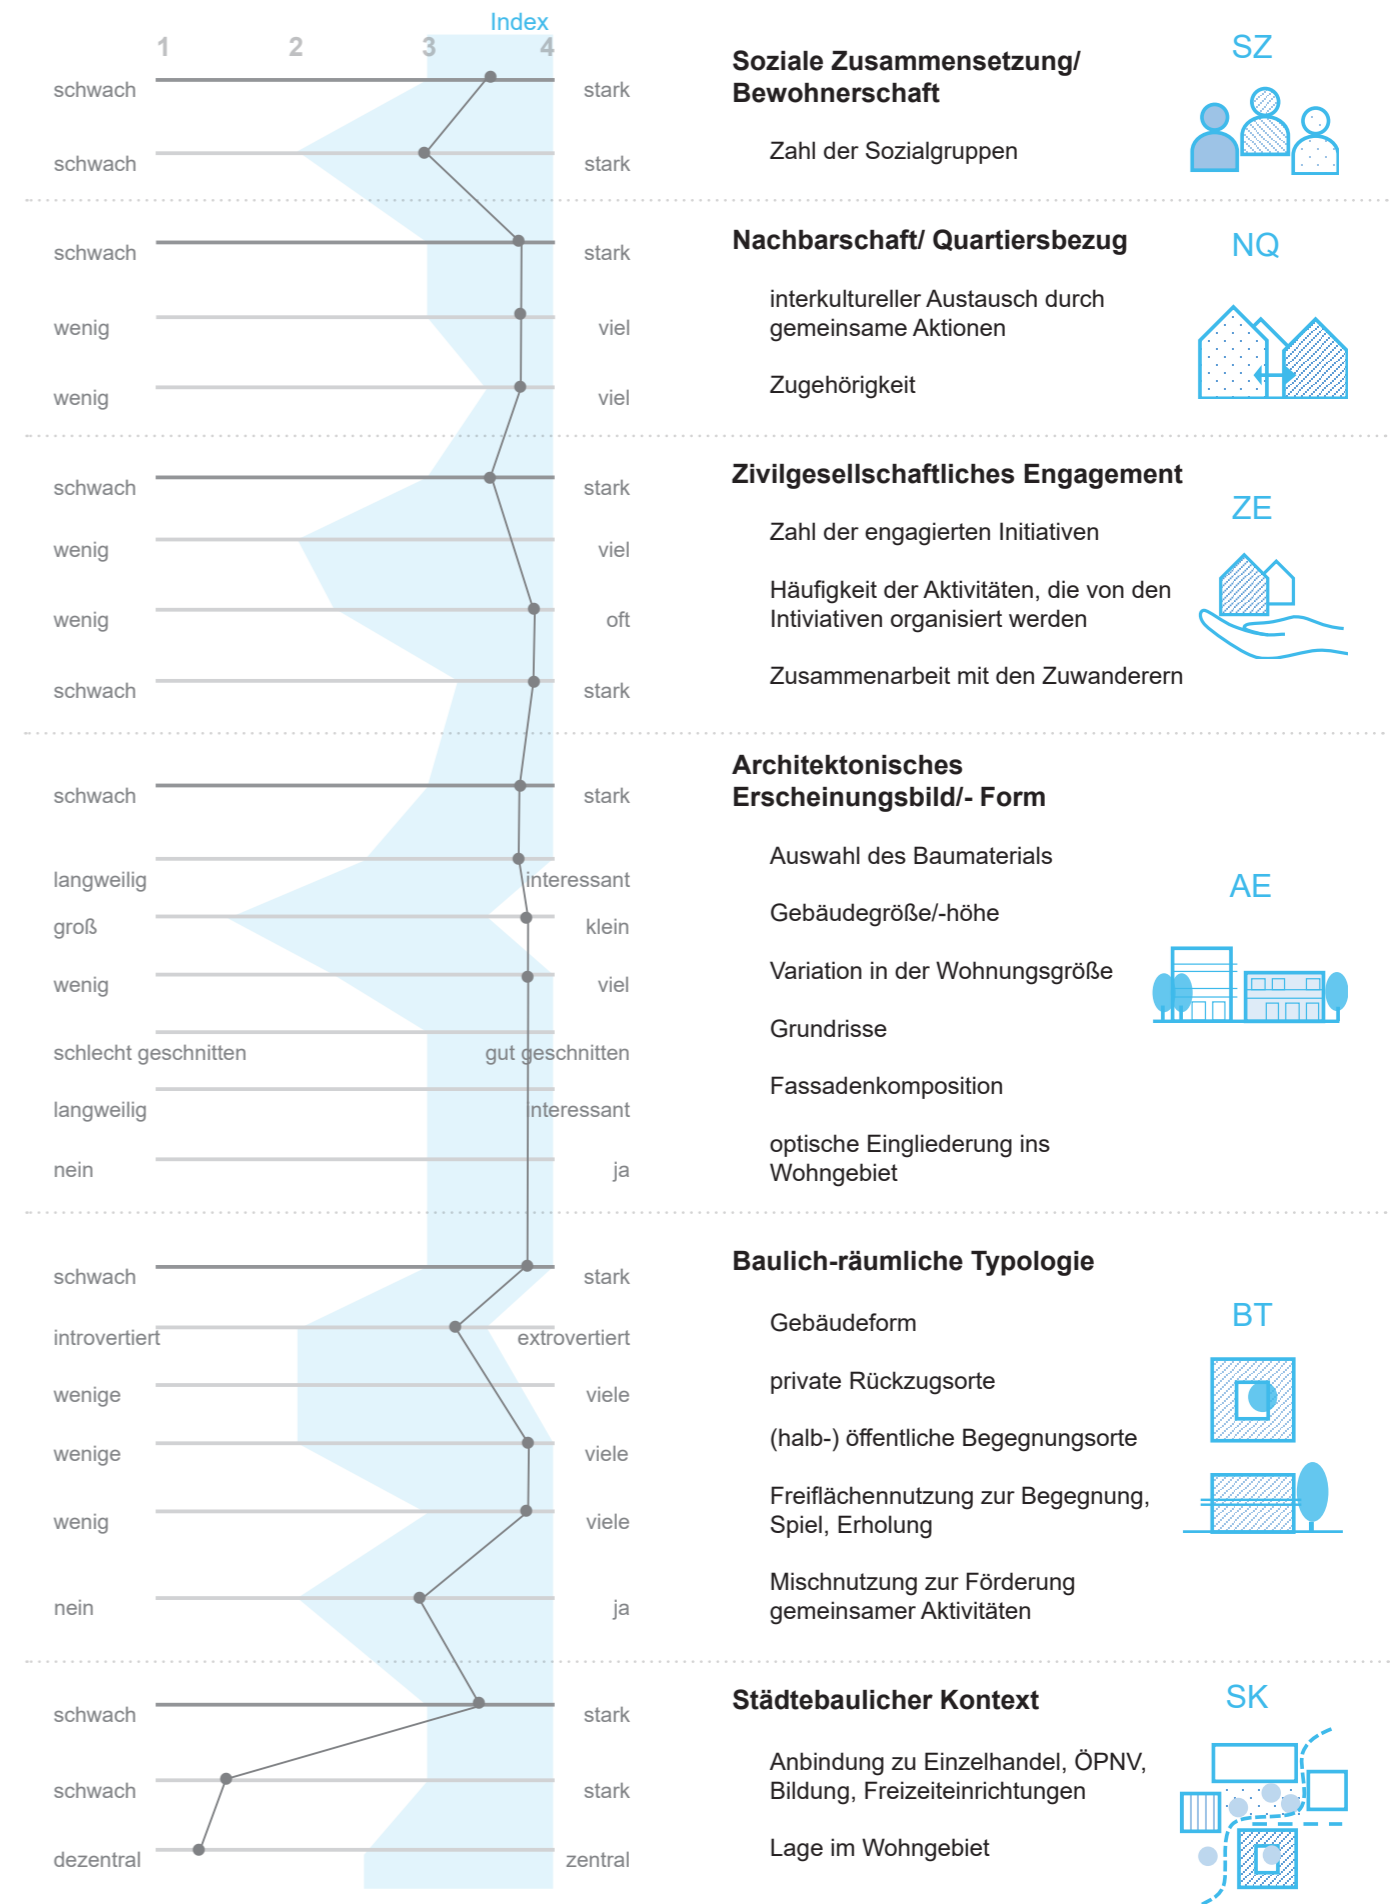 Index
1 2 3 4
schwach stark
Soziale Zusammensetzung/
Bewohnerschaft
SZ
schwach stark
Zahl der Sozialgruppen
schwach stark
Nachbarschaft/ Quartiersbezug
NQ
wenig viel
interkultureller Austausch durch
gemeinsame Aktionen
wenig viel
Zugehörigkeit
schwach stark
Zivilgesellschaftliches Engagement
ZE
wenig viel
Zahl der engagierten Initiativen
wenig oft
Häufigkeit der Aktivitäten, die von den
Intiviativen organisiert werden
schwach stark
Zusammenarbeit mit den Zuwanderern
schwach stark
Architektonisches
Erscheinungsbild/- Form
AE
langweilig interessant
Auswahl des Baumaterials
groß klein
Gebäudegröße/-höhe
wenig viel
Variation in der Wohnungsgröße
schlecht geschnitten gut geschnitten
Grundrisse
langweilig interessant
Fassadenkomposition
nein ja
optische Eingliederung ins
Wohngebiet
schwach stark
Baulich-räumliche Typologie
BT
introvertiert extrovertiert
Gebäudeform
wenige viele
private Rückzugsorte
wenige viele
(halb-) öffentliche Begegnungsorte
wenig viele
Freiflächennutzung zur Begegnung,
Spiel, Erholung
nein ja
Mischnutzung zur Förderung
gemeinsamer Aktivitäten
schwach stark
Städtebaulicher Kontext
SK
schwach stark
Anbindung zu Einzelhandel, ÖPNV,
Bildung, Freizeiteinrichtungen
dezentral zentral
Lage im Wohngebiet